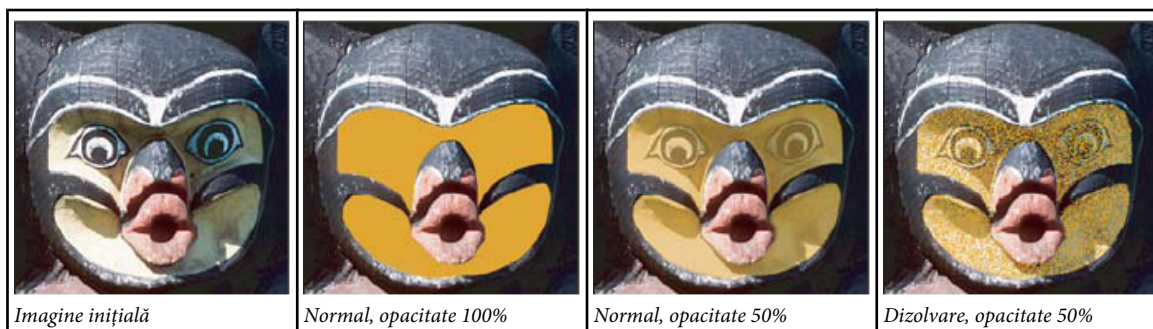 Imagine inițială
Normal, opacitate 100%
Normal, opacitate 50%
Dizolvare, opacitate 50%